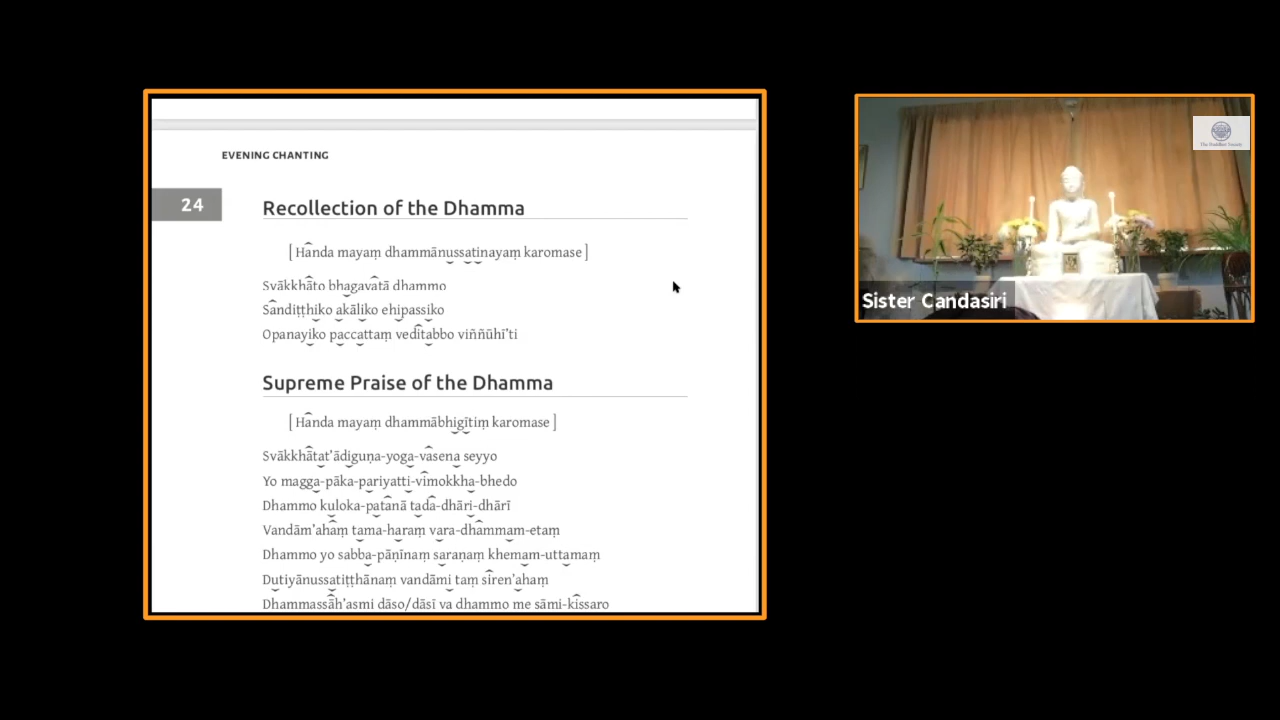 EVENING CHANTING
24
Recollection of the Dhamma
[ Handa mayaṃ dhammānussatinayaṃ karomase ]
Svākkhāto bhagavatā dhammo
Sandiṭṭhiko akāliko ehipassiko
Opanayiko paccattaṃ veditabbo viññūhī’ti
Supreme Praise of the Dhamma
[ Handa mayaṃ dhammābhigītiṃ karomase ]
Svākkhātat’ādiguṇa-yoga-vasena seyyo
Yo magga-pāka-pariyatti-vimokkha-bhedo
Dhammo kuloka-patanā tada-dhāri-dhārī
Vandām’ahaṃ tama-haraṃ vara-dhammam-etaṃ
Dhammo yo sabba-pāṇīnaṃ saraṇaṃ khemam-uttamaṃ
Dutiyānussatiṭṭhānaṃ vandāmi taṃ siren’ahaṃ
Dhammassāh’asmi dāso/dāsī va dhammo me sāmi-kissaro
The Buddhist Society
Sister Candasiri